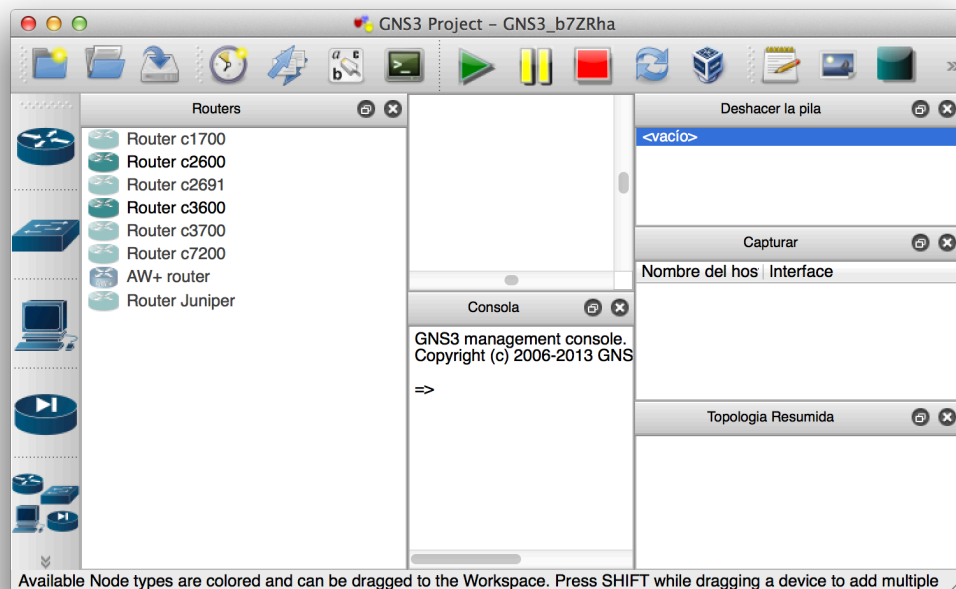 GNS3 Project – GNS3_b7ZRha
a
c
b
>_
Routers
Router c1700
Router c2600
Router c2691
Router c3600
Router c3700
Router c7200
AW+ router
Router Juniper
Consola
GNS3 management console.
Copyright (c) 2006-2013 GNS
=>
Deshacer la pila
<vacío>
Capturar
Nombre del hos Interface
Topologia Resumida
Available Node types are colored and can be dragged to the Workspace. Press SHIFT while dragging a device to add multiple